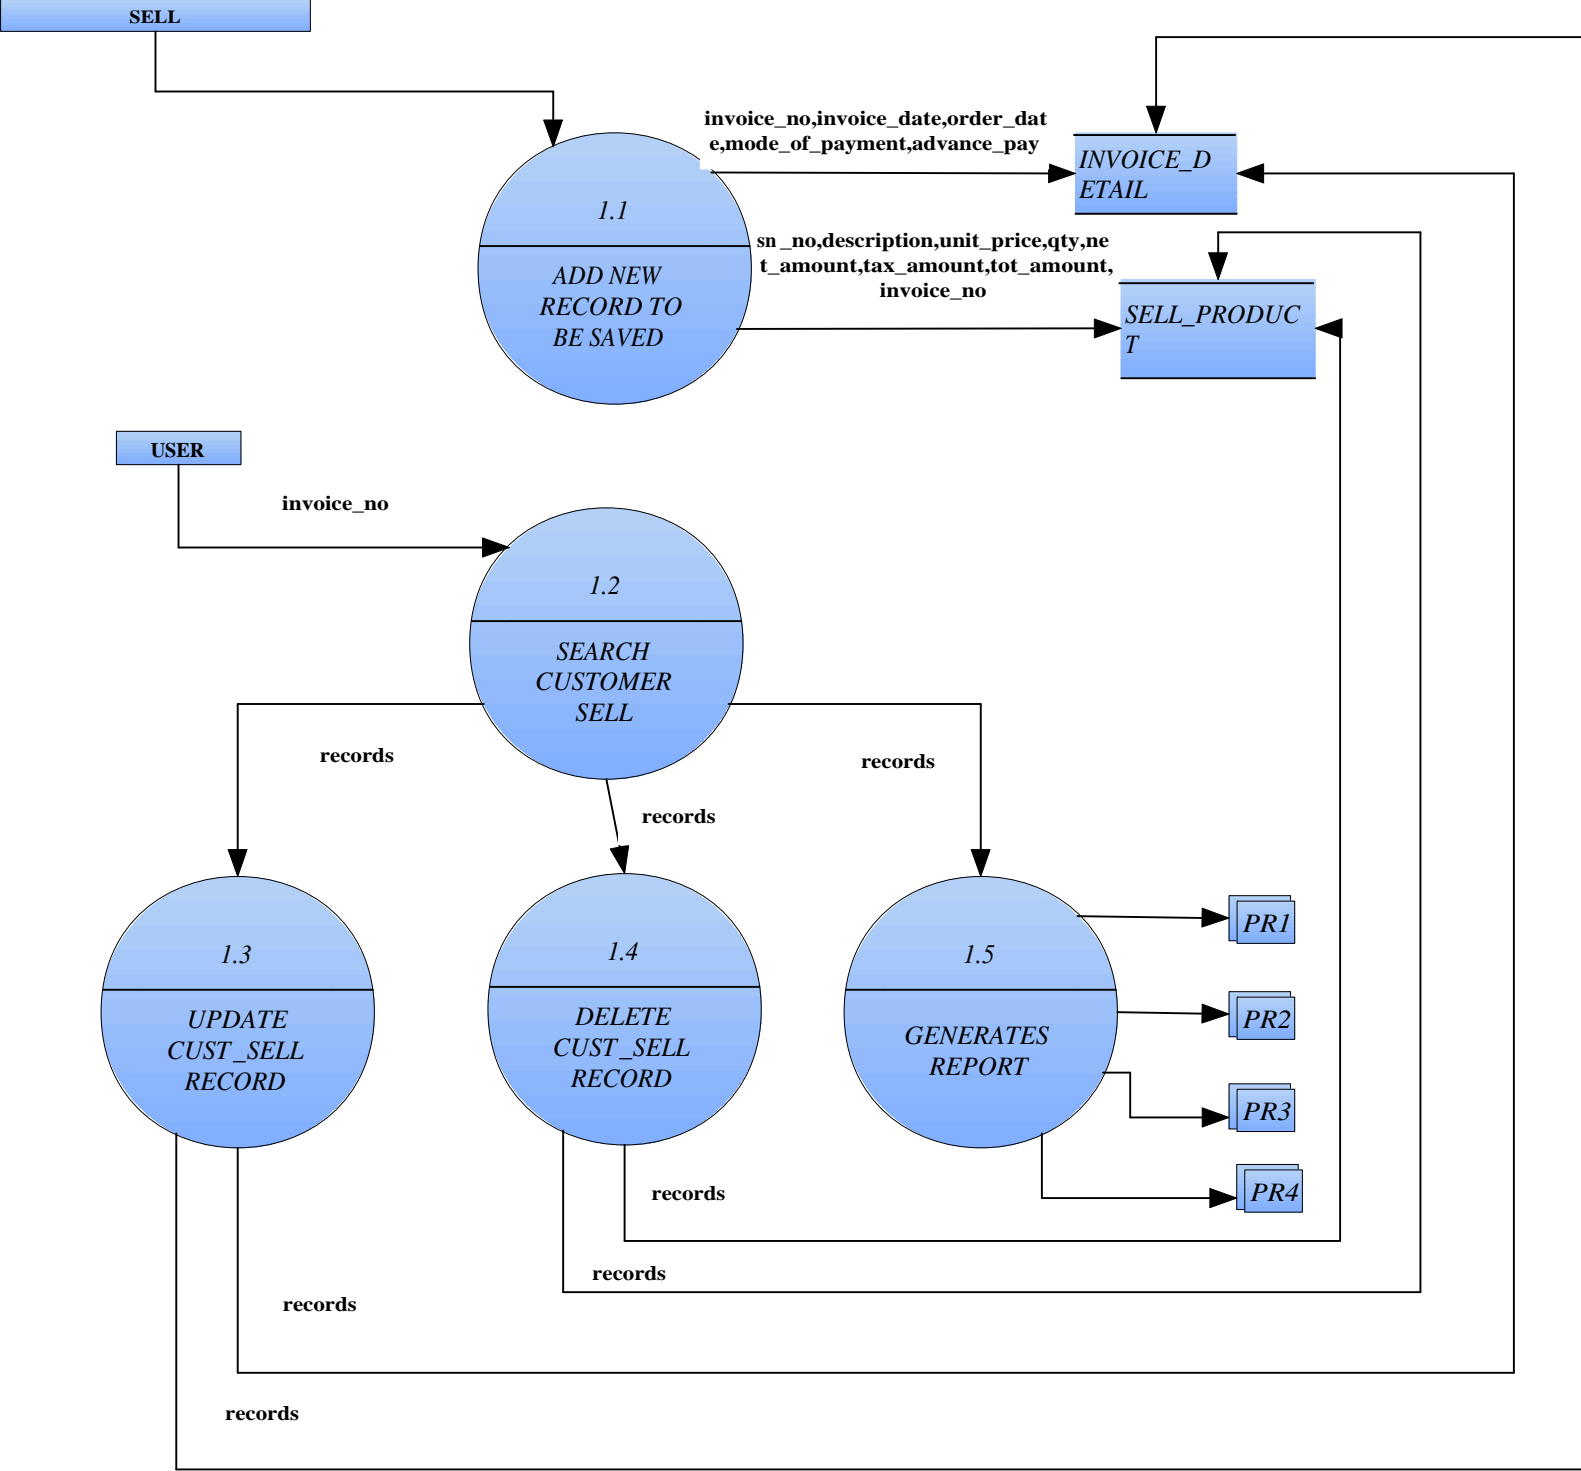 SELL
invoice_no,invoice_date,order_dat
e,mode_of_payment,advance_pay
INVOICE_D
ETAIL
1.1
ADD NEW
RECORD TO
BE SAVED
sn_no,description,unit_price,qty,ne
t_amount,tax_amount,tot_amount,
invoice_no
SELL_PRODUC
T
USER
invoice_no
1.2
SEARCH
CUSTOMER
SELL
records
records
records
1.3
UPDATE
CUST_SELL
RECORD
1.4
DELETE
CUST_SELL
RECORD
1.5
GENERATES
REPORT
PR1
PR2
PR3
PR4
records
records
records
records